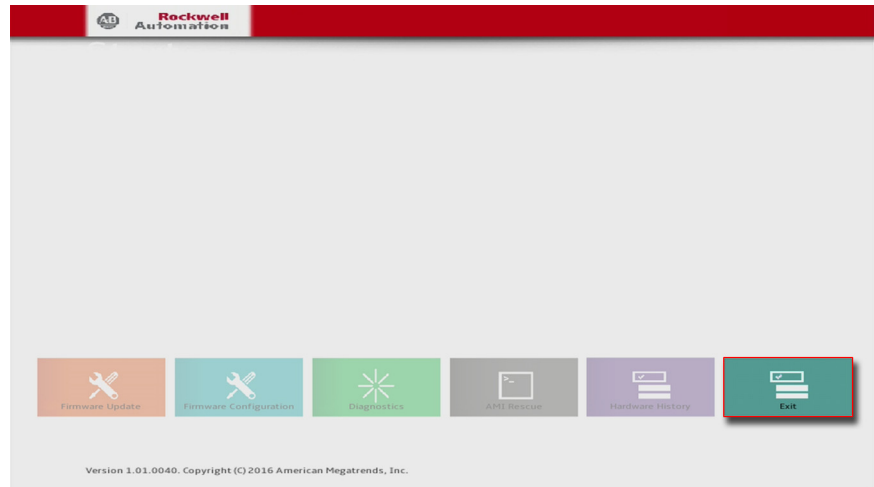 AB
Rockwell
Automation
Firmware Update
Firmware Configuration
Diagnostics
AMI Rescue
Hardware History
Exit
Version 1.01.0040. Copyright (C) 2016 American Megatrends, Inc.